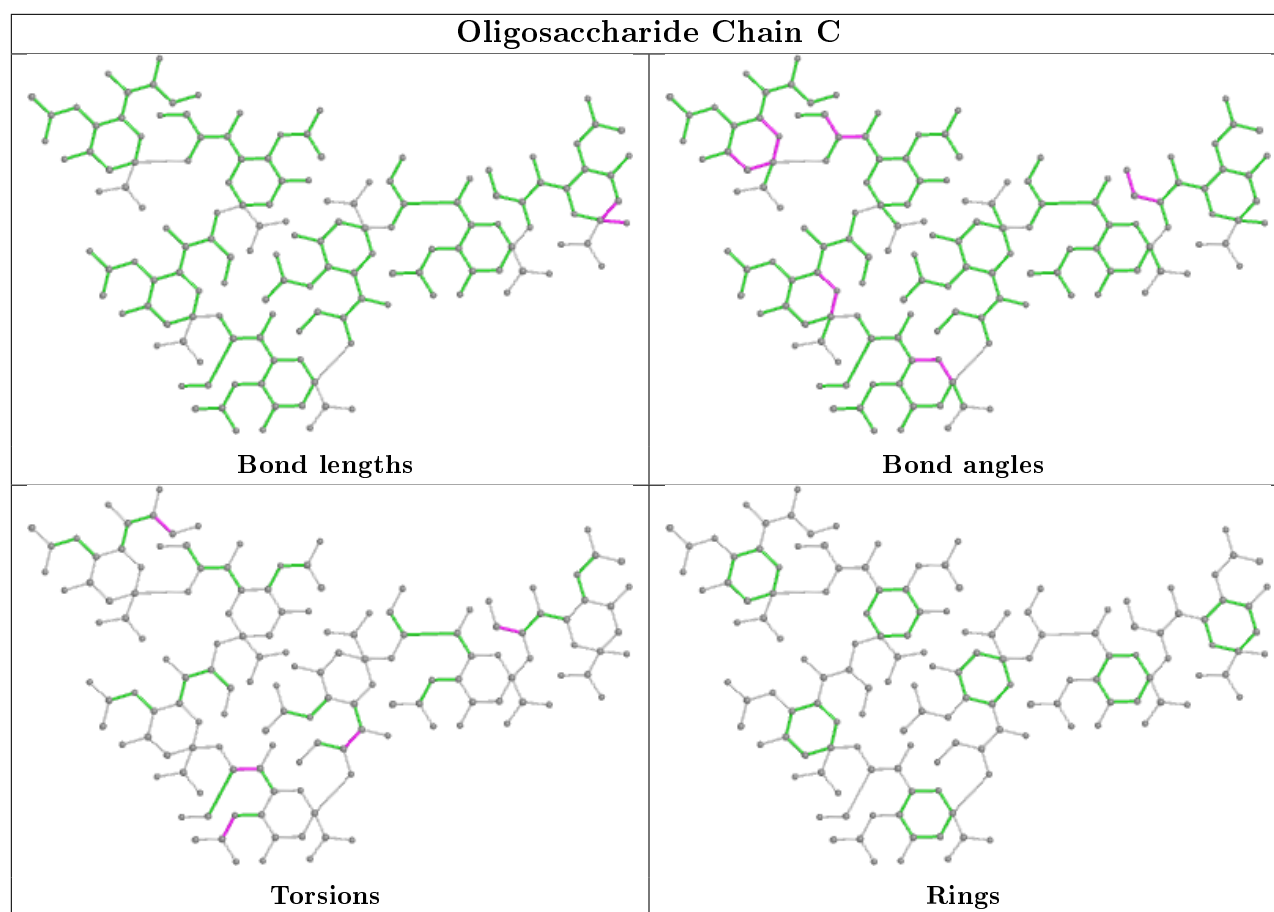 Oligosaccharide Chain C
Bond lengths
Bond angles
Torsions
Rings